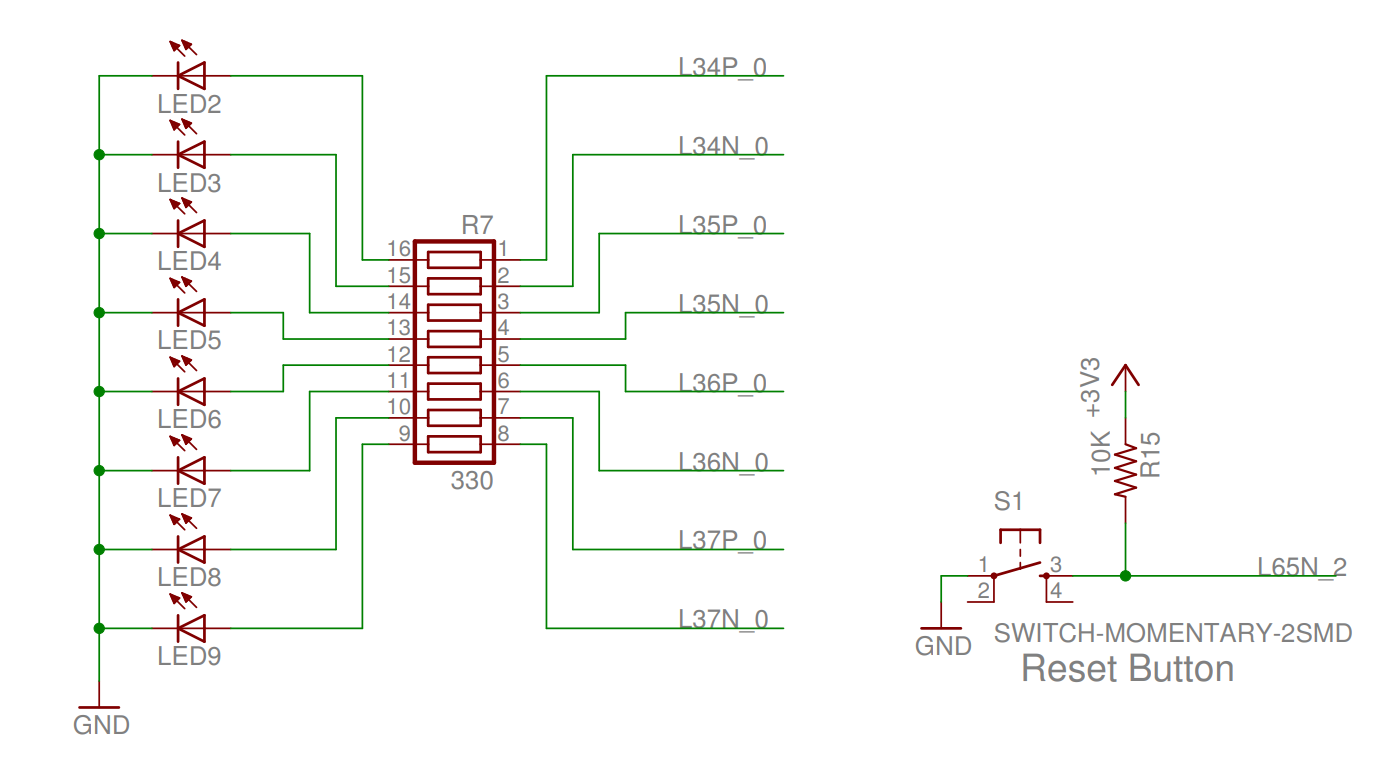 L34P_0
LED2
L34N_0
LED3
L35P_0
R7
LED4
16 1
15 2
14 3
L35N_0
13 4
LED5
12 5
11 6
L36P_0
10 7
LED6
9 8
L36N_0
330
LED7
L37P_0
LED8
L37N_0
LED9
GND
+3V3
10K
R15
S1
1 3
2 4
L65N_2
GND
SWITCH-MOMENTARY-2SMD
Reset Button